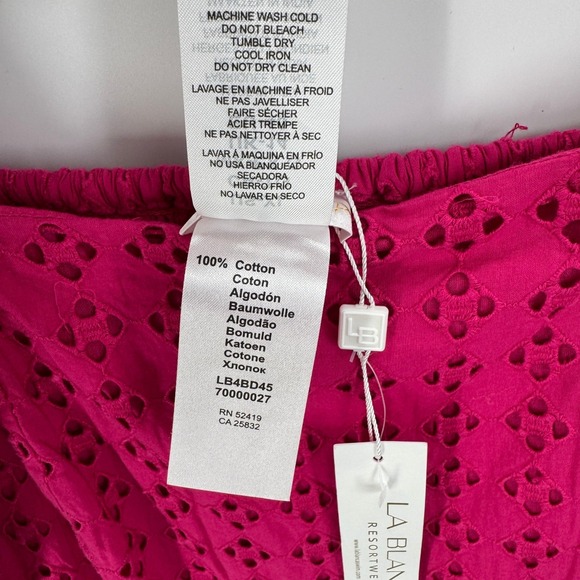 MACHINE WASH COLD
DO NOT BLEACH
TUMBLE DRY
COOL IRON
DO NOT DRY CLEAN
LAVAGE EN MACHINE À FROID
NE PAS JAVELLISER
FAIRE SÉCHER
ACIER TREMPE
NE PAS NETTOYER À SEC
LAVAR Á MAQUINA EN FRÍO
NO USA BLANQUEADOR
SECADORA
HIERRO FRÍO
NO LAVAR EN SECO
100% Cotton
Coton
Algodón
Baumwolle
Algodão
Bomuld
Katoen
Cotone
Хлопок
LB4BD45
70000027
RN 52419
CA 25832
LB
LA BLAN
RESORTWE